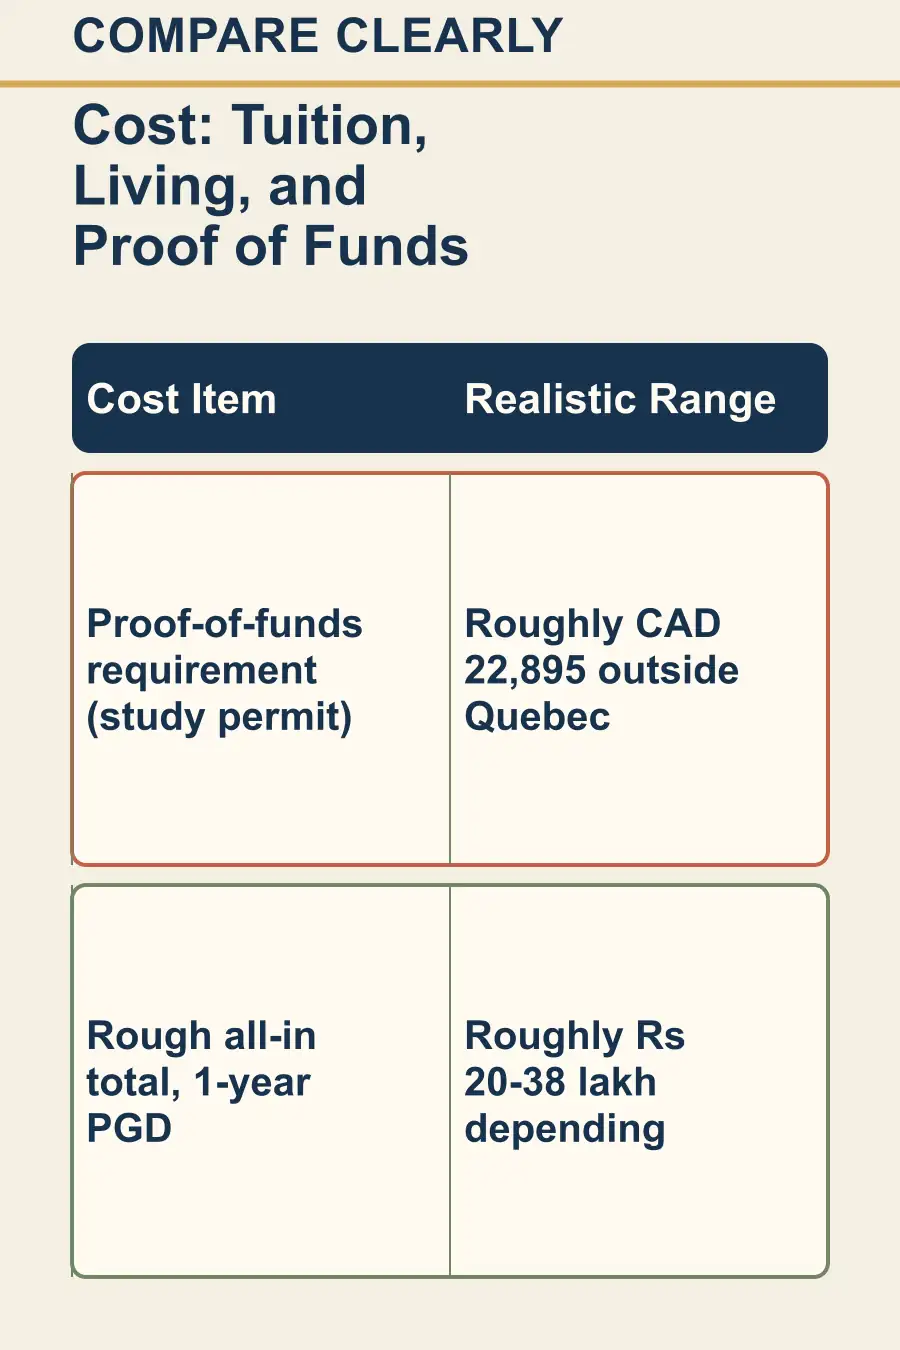 COMPARE CLEARLY
Cost: Tuition,
Living, and
Proof of Funds
Cost Item
Realistic Range
Proof-of-funds
requirement
(study permit)
Roughly CAD
22,895 outside
Quebec
Rough all-in
total, 1-year
PGD
Roughly Rs
20-38 lakh
depending